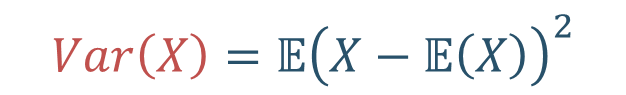 Var(X) = 𝔼(X − 𝔼(X))²